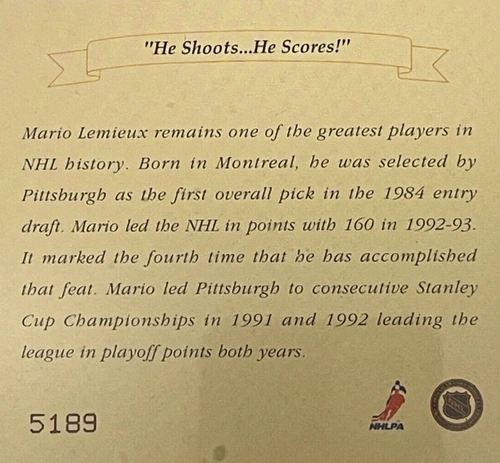 "He Shoots...He Scores!"
Mario Lemieux remains one of the greatest players in
NHL history. Born in Montreal, he was selected by
Pittsburgh as the first overall pick in the 1984 entry
draft. Mario led the NHL in points with 160 in 1992-93.
It marked the fourth time that he has accomplished
that feat. Mario led Pittsburgh to consecutive Stanley
Cup Championships in 1991 and 1992 leading the
league in playoff points both years.
5189
NHLPA
NHL